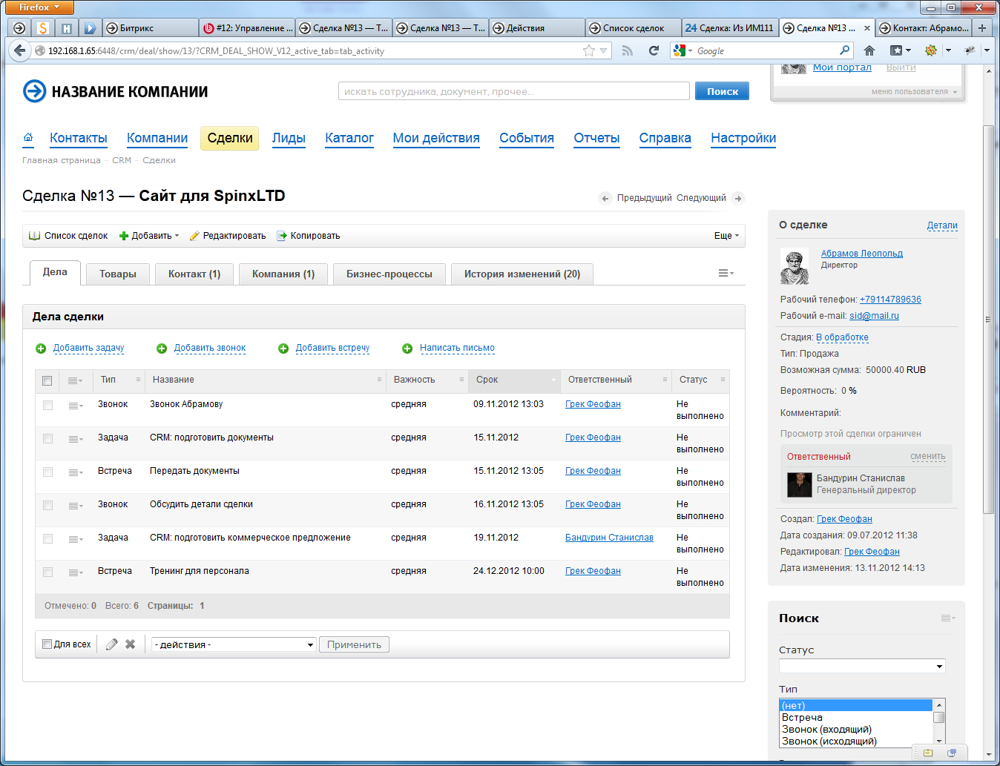 Firefox
Битрикс
#12: Управление ...
Сделка №13 — Т...
Сделка №13 — Т...
Действия
Список сделок
24 Сделка: Из ИМ111
Сделка №13 ...
Контакт: Абрамо...
192.168.1.65:6448/crm/deal/show/13/?CRM_DEAL_SHOW_V12_active_tab=tab_activity
Google
Мой портал Выйти
меню пользователя
НАЗВАНИЕ КОМПАНИИ
искать сотрудника, документ, прочее...
Поиск
Контакты Компании Сделки Лиды Каталог Мои действия События Отчеты Справка Настройки
Главная страница – CRM – Сделки
Сделка №13 — Сайт для SpinxLTD
Предыдущий Следующий
Список сделок Добавить Редактировать Копировать Еще
Дела Товары Контакт (1) Компания (1) Бизнес-процессы История изменений (20)
Дела сделки
Добавить задачу Добавить звонок Добавить встречу Написать письмо
Тип Название Важность Срок Ответственный Статус
Звонок Звонок Абрамову средняя 09.11.2012 13:03 Грек Феофан Не
выполнено
Задача CRM: подготовить документы средняя 15.11.2012 Грек Феофан Не
выполнено
Встреча Передать документы средняя 15.11.2012 13:05 Грек Феофан Не
выполнено
Звонок Обсудить детали сделки средняя 16.11.2012 13:05 Грек Феофан Не
выполнено
Задача CRM: подготовить коммерческое предложение средняя 19.11.2012 Бандурин Станислав Не
выполнено
Встреча Тренинг для персонала средняя 24.12.2012 10:00 Грек Феофан Не
выполнено
Отмечено: 0 Всего: 6 Страницы: 1
Для всех - действия - Применить
О сделке Детали
Абрамов Леопольд
Директор
Рабочий телефон: +79114789636
Рабочий e-mail: sid@mail.ru
Стадия: В обработке
Тип: Продажа
Возможная сумма: 50000.40 RUB
Вероятность: 0 %
Комментарий:
Просмотр этой сделки ограничен
Ответственный сменить
Бандурин Станислав
Генеральный директор
Создал: Грек Феофан
Дата создания: 09.07.2012 11:38
Редактировал: Грек Феофан
Дата изменения: 13.11.2012 14:13
Поиск
Статус
Тип
(нет)
Встреча
Звонок (входящий)
Звонок (исходящий)